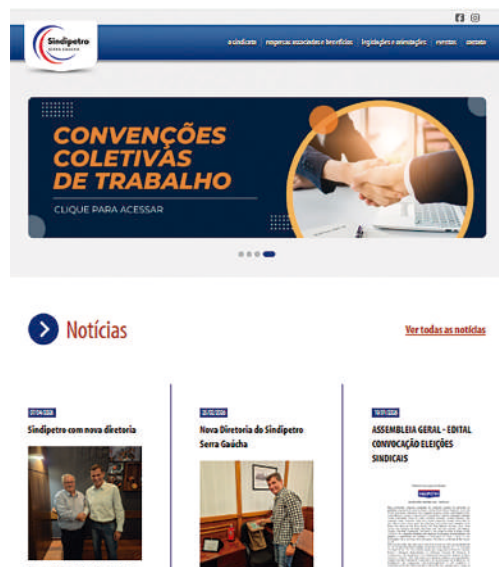 Sindipetro
SERRA GAÚCHA
o sindicato empresas associadas e benefícios legislações e orientações eventos contato
CONVENÇÕES
COLETIVAS
DE TRABALHO
CLIQUE PARA ACESSAR
Notícias
Ver todas as notícias
Sindipetro com nova diretoria
Nova Diretoria do Sindipetro
Serra Gaúcha
ASSEMBLEIA GERAL - EDITAL
CONVOCAÇÃO ELEIÇÕES
SINDICAIS